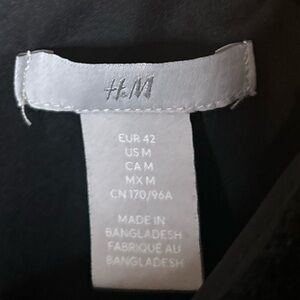 H&M
EUR 42
US M
CA M
MX M
CN 170/96A
MADE IN
BANGLADESH
FABRIQUÉ AU
BANGLADESH